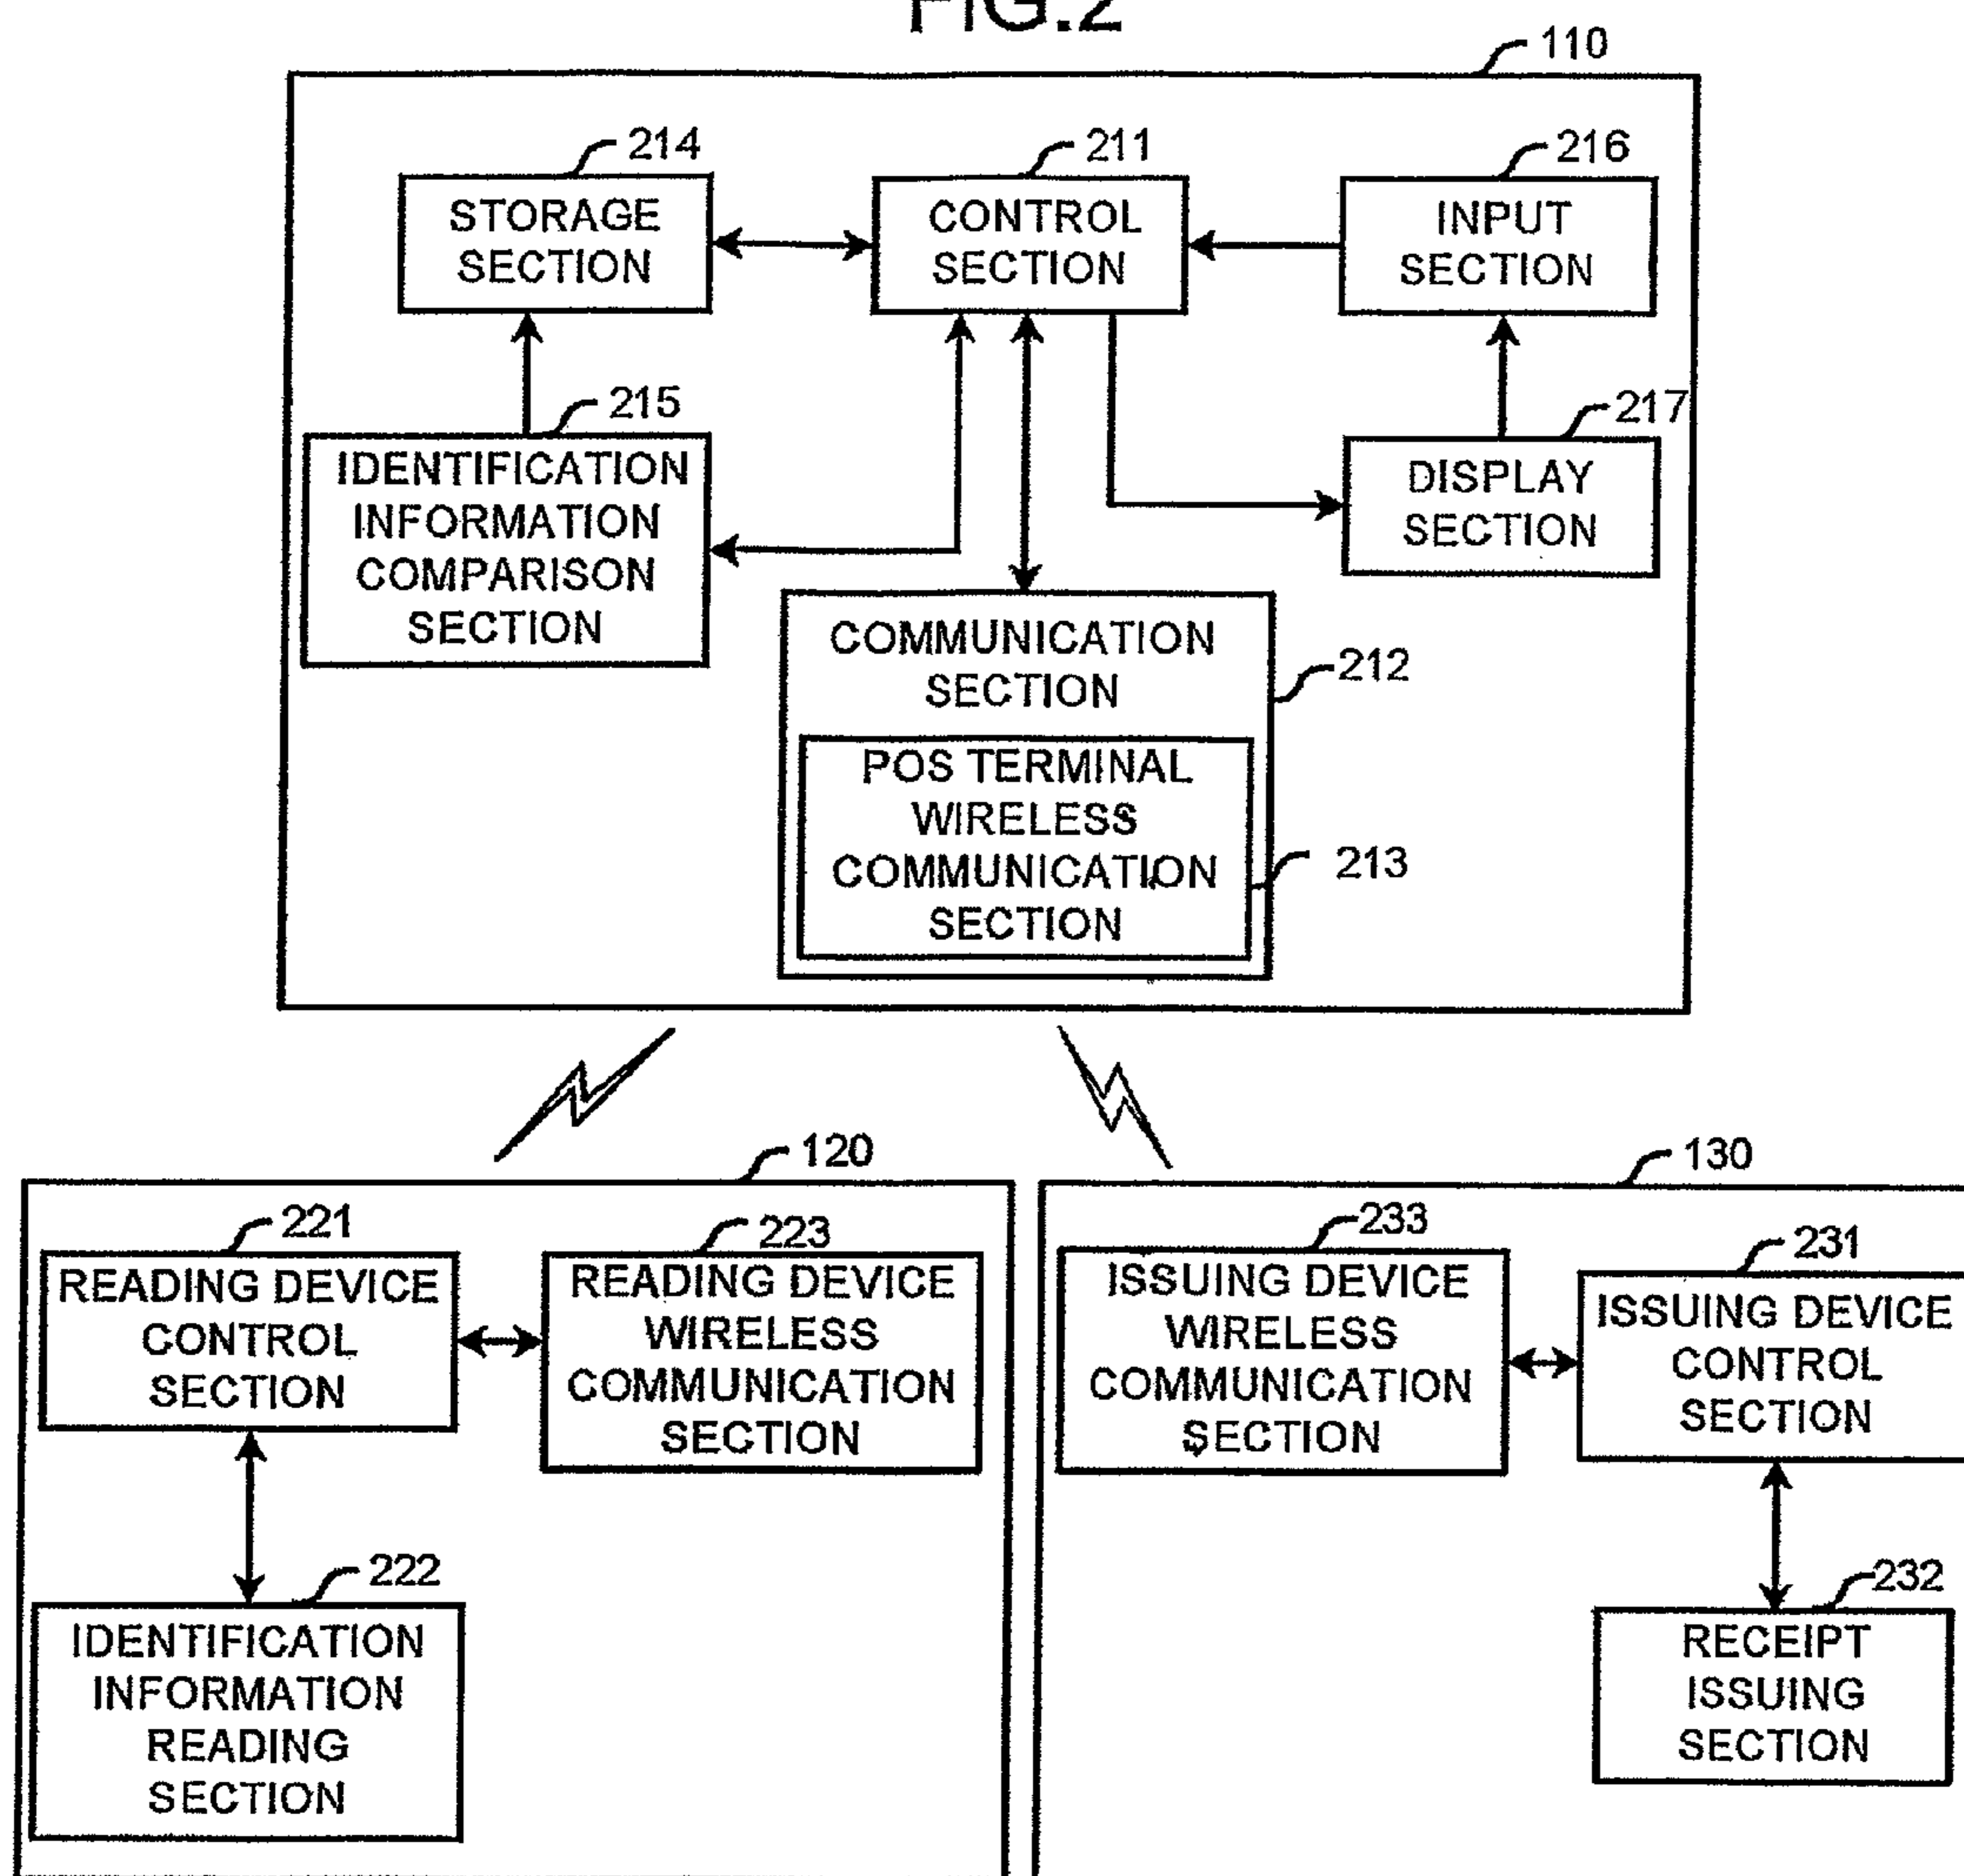 FIG.2
110
214
211
216
STORAGE
SECTION
CONTROL
SECTION
INPUT
SECTION
215
217
IDENTIFICATION
INFORMATION
COMPARISON
SECTION
DISPLAY
SECTION
COMMUNICATION
SECTION
212
POS TERMINAL
WIRELESS
COMMUNICATION
SECTION
213
120
130
221
223
233
231
READING DEVICE
CONTROL
SECTION
READING DEVICE
WIRELESS
COMMUNICATION
SECTION
ISSUING DEVICE
WIRELESS
COMMUNICATION
SECTION
ISSUING DEVICE
CONTROL
SECTION
222
232
IDENTIFICATION
INFORMATION
READING
SECTION
RECEIPT
ISSUING
SECTION